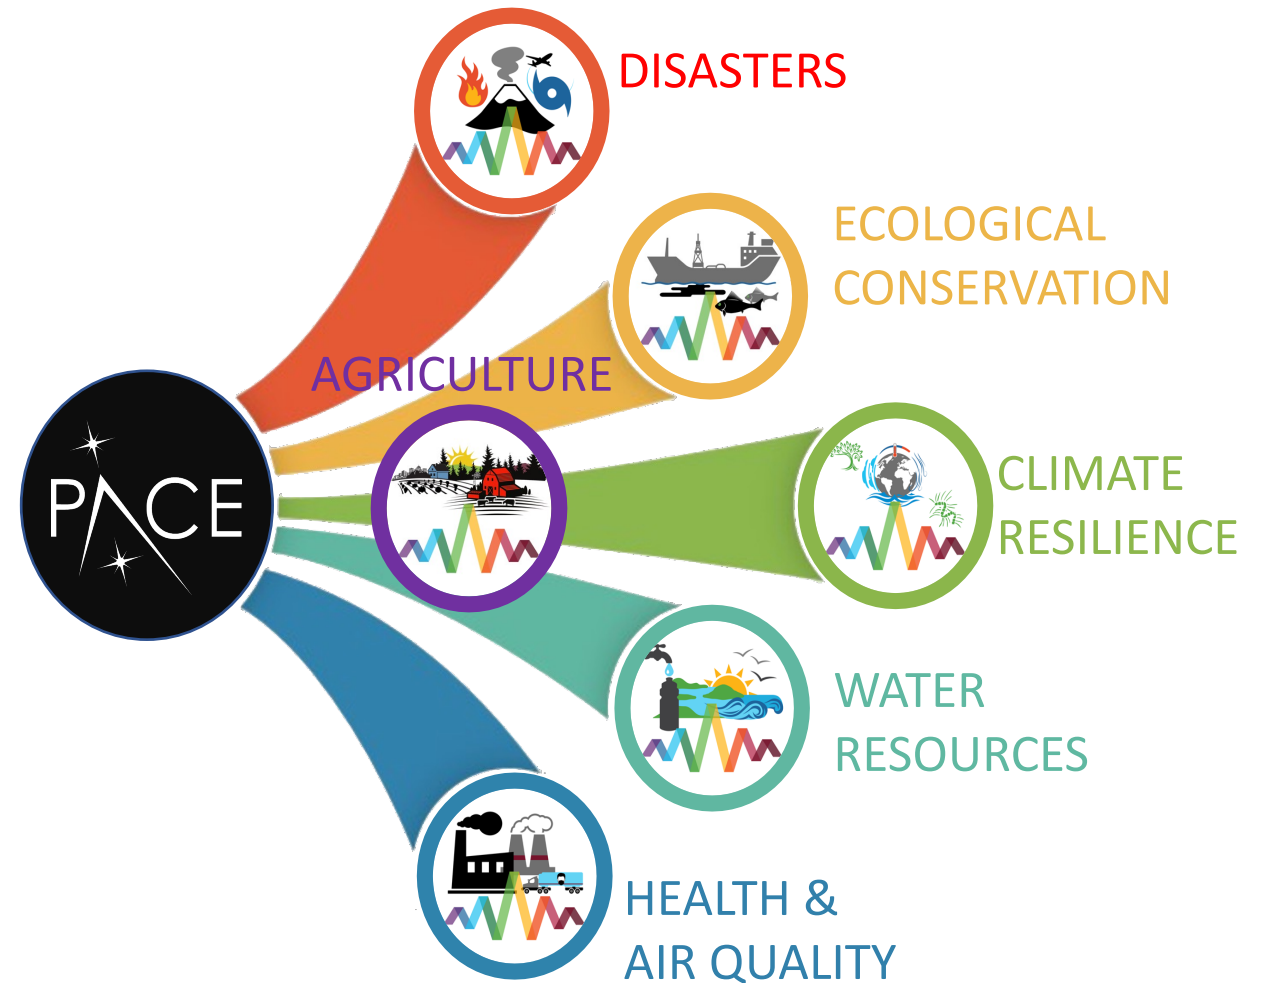 DISASTERS
ECOLOGICAL
CONSERVATION
AGRICULTURE
PACE
CLIMATE
RESILIENCE
WATER
RESOURCES
HEALTH &
AIR QUALITY